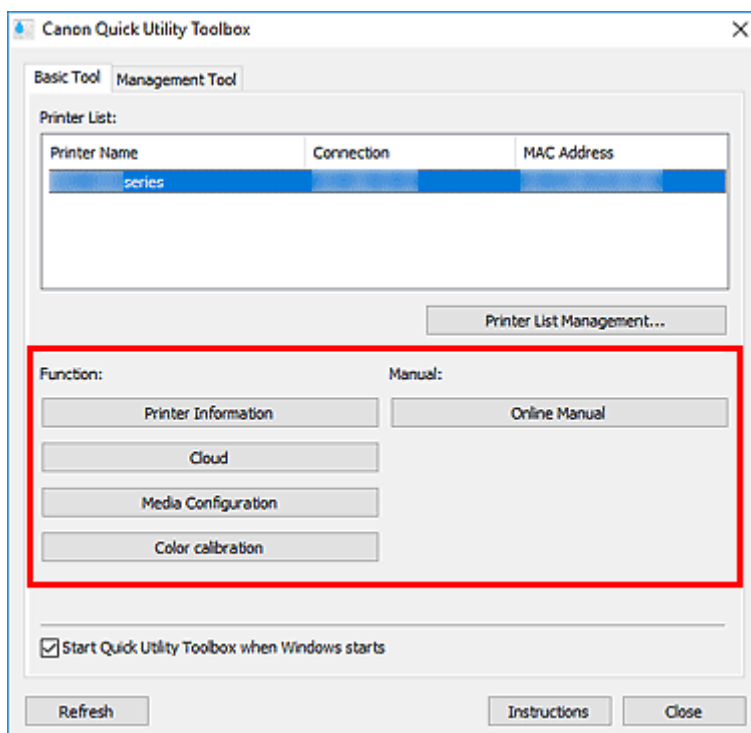 Canon Quick Utility Toolbox
Basic Tool Management Tool
Printer List:
Printer Name Connection MAC Address
series
Printer List Management...
Function: Manual:
Printer Information Online Manual
Cloud
Media Configuration
Color calibration
Start Quick Utility Toolbox when Windows starts
Refresh Instructions Close